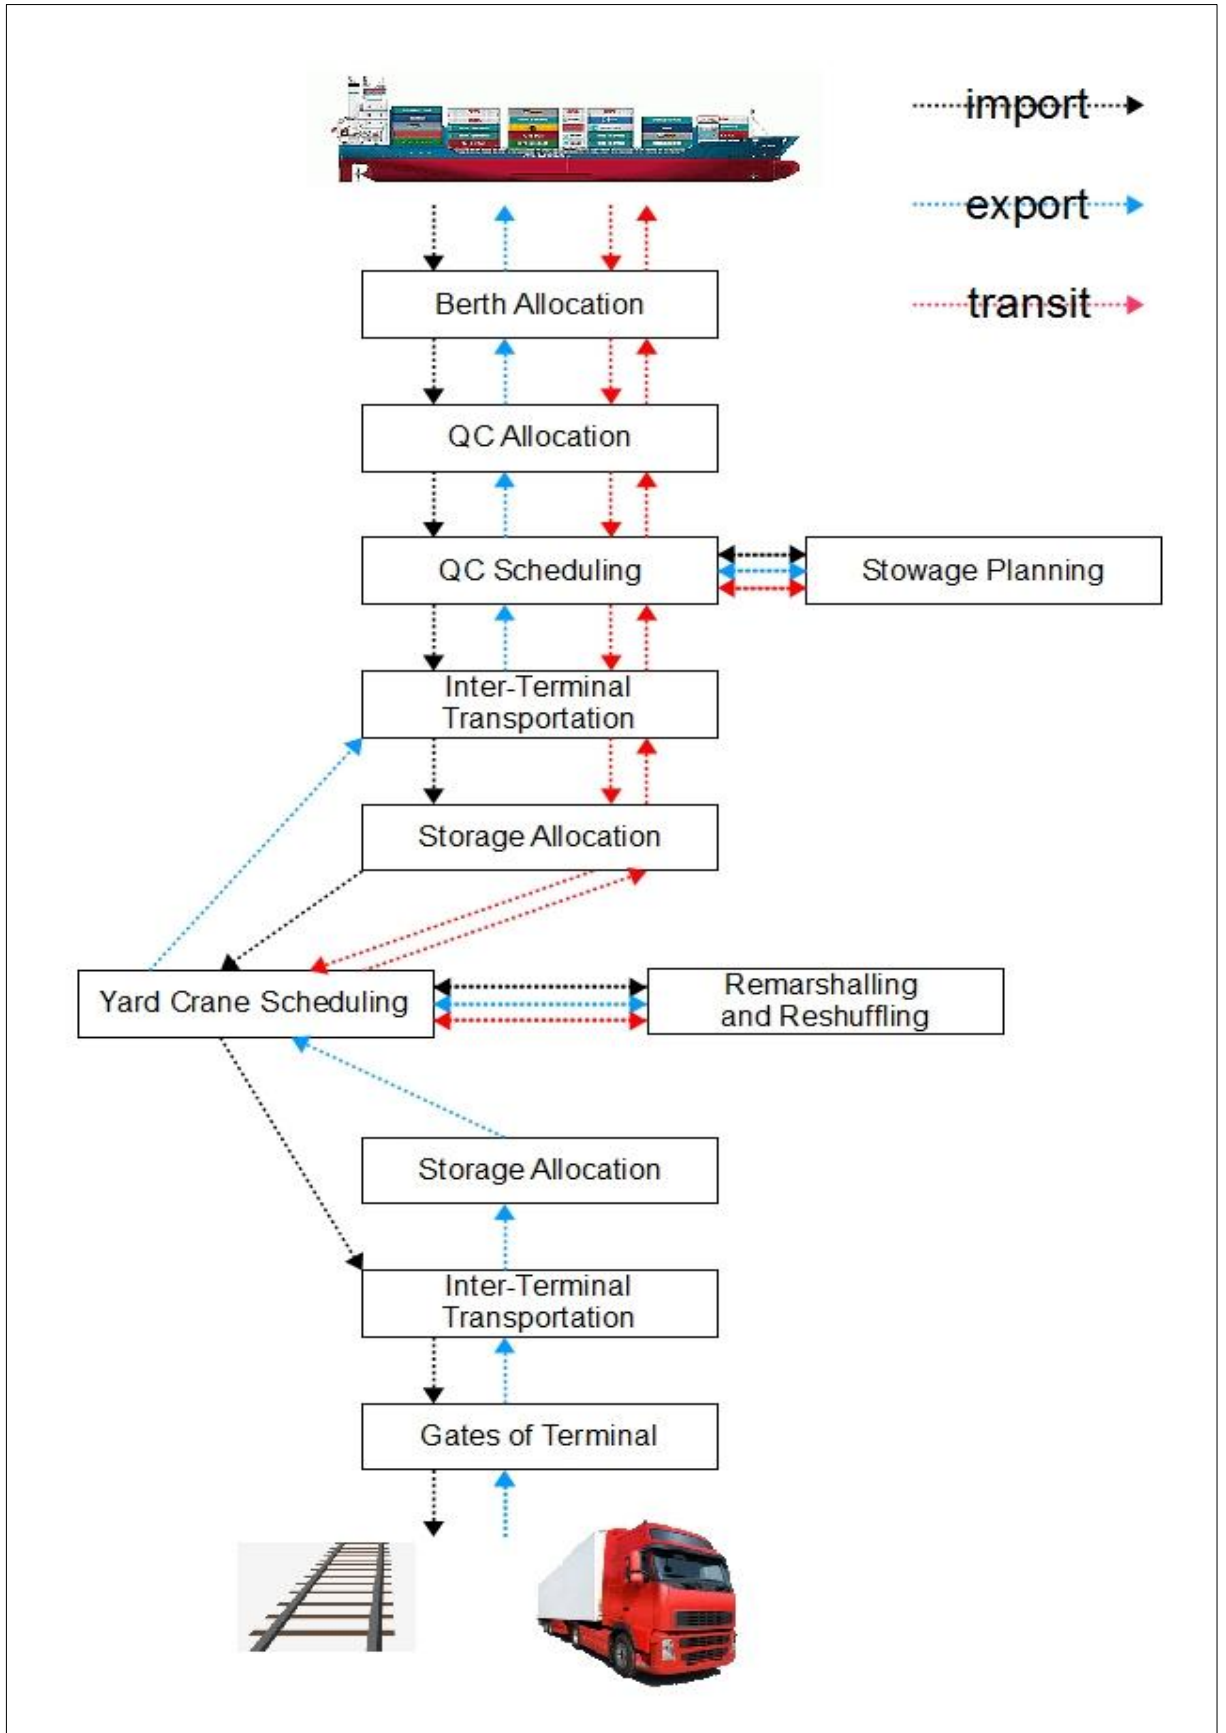 import
export
transit
Berth Allocation
QC Allocation
QC Scheduling
Stowage Planning
Inter-Terminal
Transportation
Storage Allocation
Yard Crane Scheduling
Remarshalling
and Reshuffling
Storage Allocation
Inter-Terminal
Transportation
Gates of Terminal